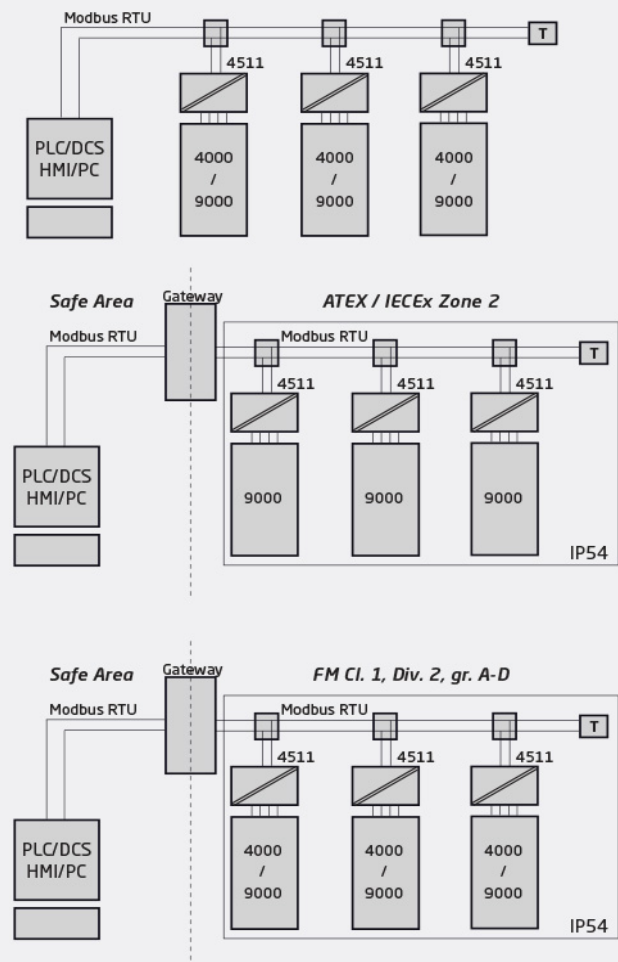 Modbus RTU
T
4511
4511
4511
PLC/DCS
HMI/PC
4000
/
9000
4000
/
9000
4000
/
9000
Safe Area
Gateway
ATEX / IECEx Zone 2
Modbus RTU
Modbus RTU
T
4511
4511
4511
PLC/DCS
HMI/PC
9000
9000
9000
IP54
Safe Area
Gateway
FM Cl. 1, Div. 2, gr. A-D
Modbus RTU
Modbus RTU
T
4511
4511
4511
PLC/DCS
HMI/PC
4000
/
9000
4000
/
9000
4000
/
9000
IP54